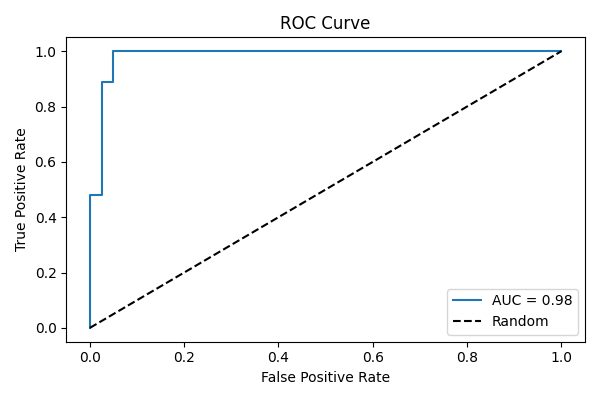 ROC Curve
True Positive Rate
1.0
0.8
0.6
0.4
0.2
0.0
0.0 0.2 0.4 0.6 0.8 1.0
False Positive Rate
AUC = 0.98
Random